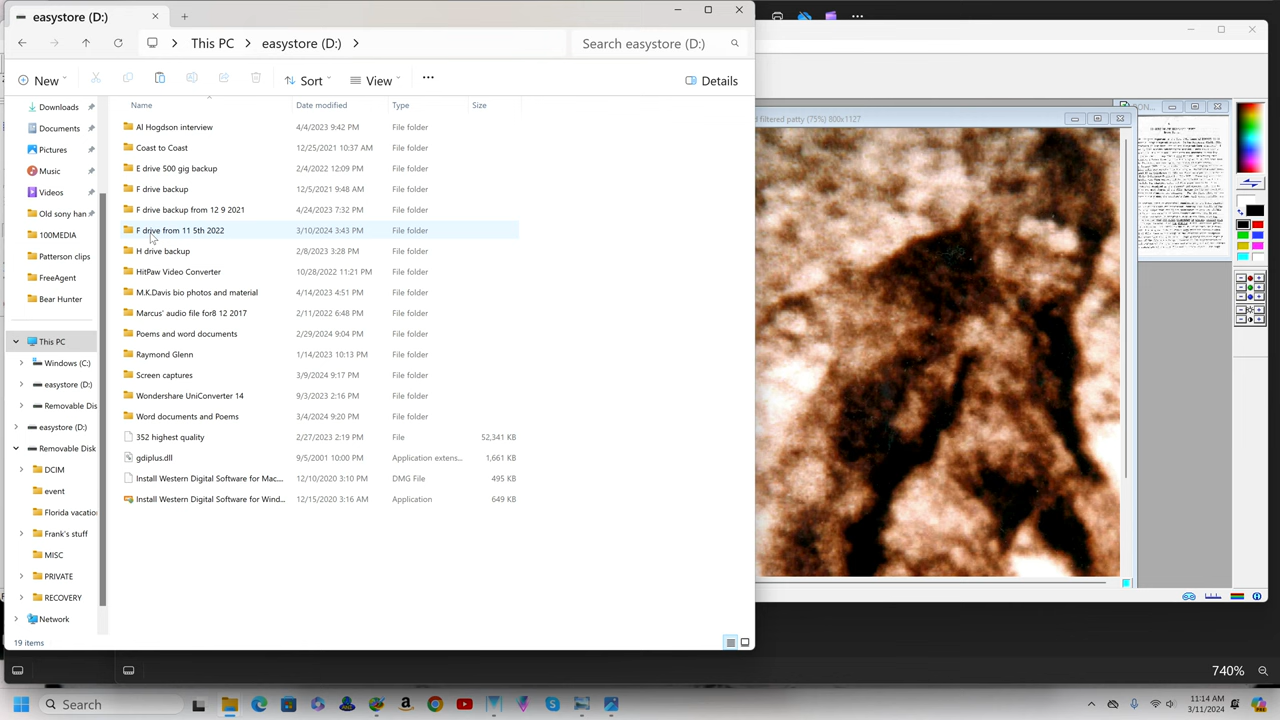 easystore (D:)
This PC
easystore (D:)
Search easystore (D:)
New
Sort
View
Details
Name
Date modified
Type
Size
Downloads
Documents
Pictures
Music
Videos
Old sony han
100MEDIA
Patterson clips
FreeAgent
Bear Hunter
This PC
Windows (C:)
easystore (D:)
Removable Dis
easystore (D:)
Removable Disk
DCIM
event
Florida vacatio
Frank's stuff
MISC
PRIVATE
RECOVERY
Network
Al Hogdson interview 4/4/2023 9:42 PM File folder
Coast to Coast 12/25/2021 10:37 AM File folder
E drive 500 gig backup 2/4/2022 12:09 PM File folder
F drive backup 12/5/2021 9:48 AM File folder
F drive backup from 12 9 2021 4/24/2023 7:32 PM File folder
F drive from 11 5th 2022 3/10/2024 3:43 PM File folder
H drive backup 2/8/2023 3:28 PM File folder
HitPaw Video Converter 10/28/2022 11:21 PM File folder
M.K.Davis bio photos and material 4/14/2023 4:51 PM File folder
Marcus' audio file for8 12 2017 2/11/2022 6:48 PM File folder
Poems and word documents 2/29/2024 9:04 PM File folder
Raymond Glenn 1/14/2023 10:13 PM File folder
Screen captures 3/9/2024 9:17 PM File folder
Wondershare UniConverter 14 9/3/2023 2:16 PM File folder
Word documents and Poems 3/4/2024 9:20 PM File folder
352 highest quality 2/27/2023 2:19 PM File 52,341 KB
gdiplus.dll 9/5/2001 10:00 PM Application extens... 1,661 KB
Install Western Digital Software for Mac.... 12/10/2020 3:10 PM DMG File 495 KB
Install Western Digital Software for Wind... 12/15/2020 3:16 AM Application 649 KB
19 items
d filtered patty (75%) 800x1127
740%
Search
11:14 AM
3/11/2024